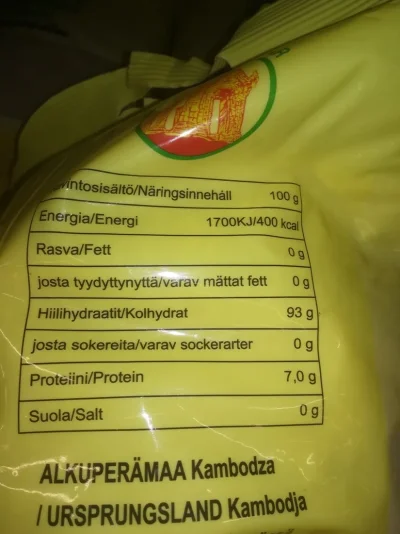 ntosisältö/Näringsinnehåll 100 g
Energia/Energi 1700KJ/400 kcal
Rasva/Fett 0 g
josta tyydyttynyttä/varav mättat fett 0 g
Hiilihydraatit/Kolhydrat 93 g
josta sokereita/varav sockerarter 0 g
Proteiini/Protein 7,0 g
Suola/Salt 0 g
ALKUPERÄMAA Kambodza
/ URSPRUNGSLAND Kambodja